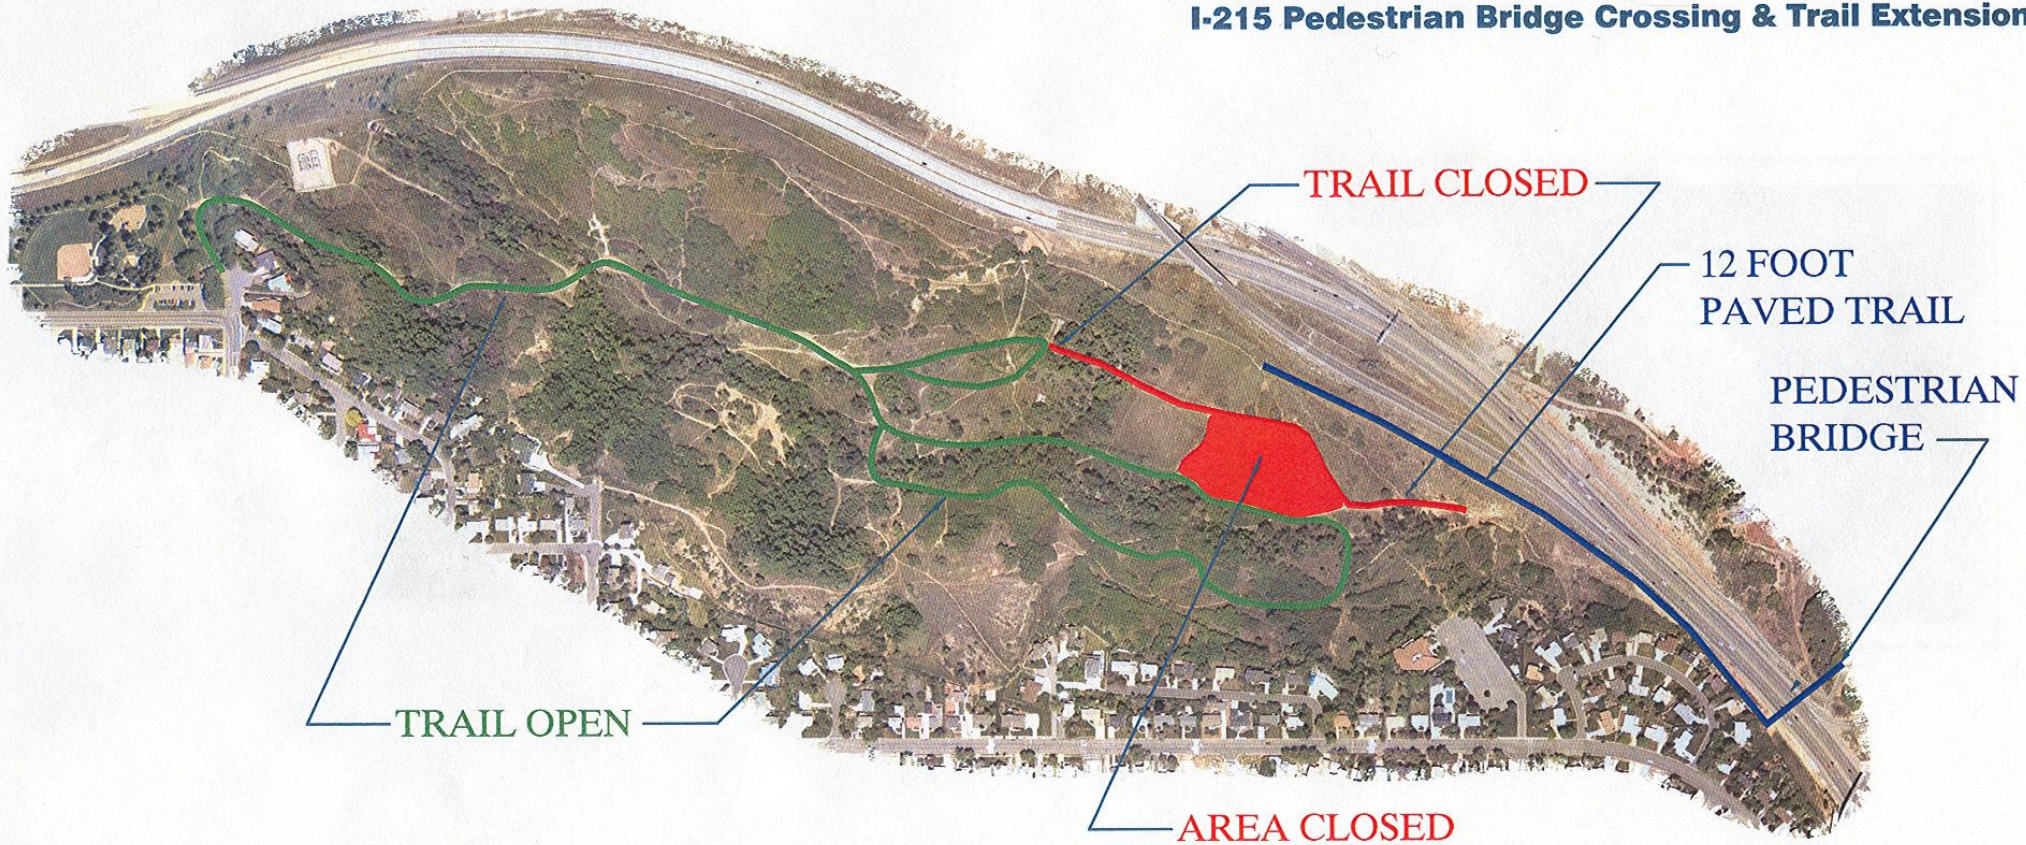 I-215 Pedestrian Bridge Crossing & Trail Extension
TRAIL CLOSED
12 FOOT
PAVED TRAIL
PEDESTRIAN
BRIDGE
TRAIL OPEN
AREA CLOSED